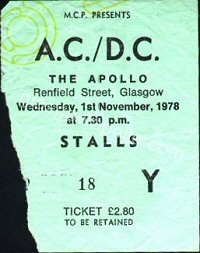 M.C.P. PRESENTS
A.C./D.C.
THE APOLLO
Renfield Street, Glasgow
Wednesday, 1st November, 1978
at 7.30 p.m.
STALLS
18 Y
TICKET £2.80
TO BE RETAINED